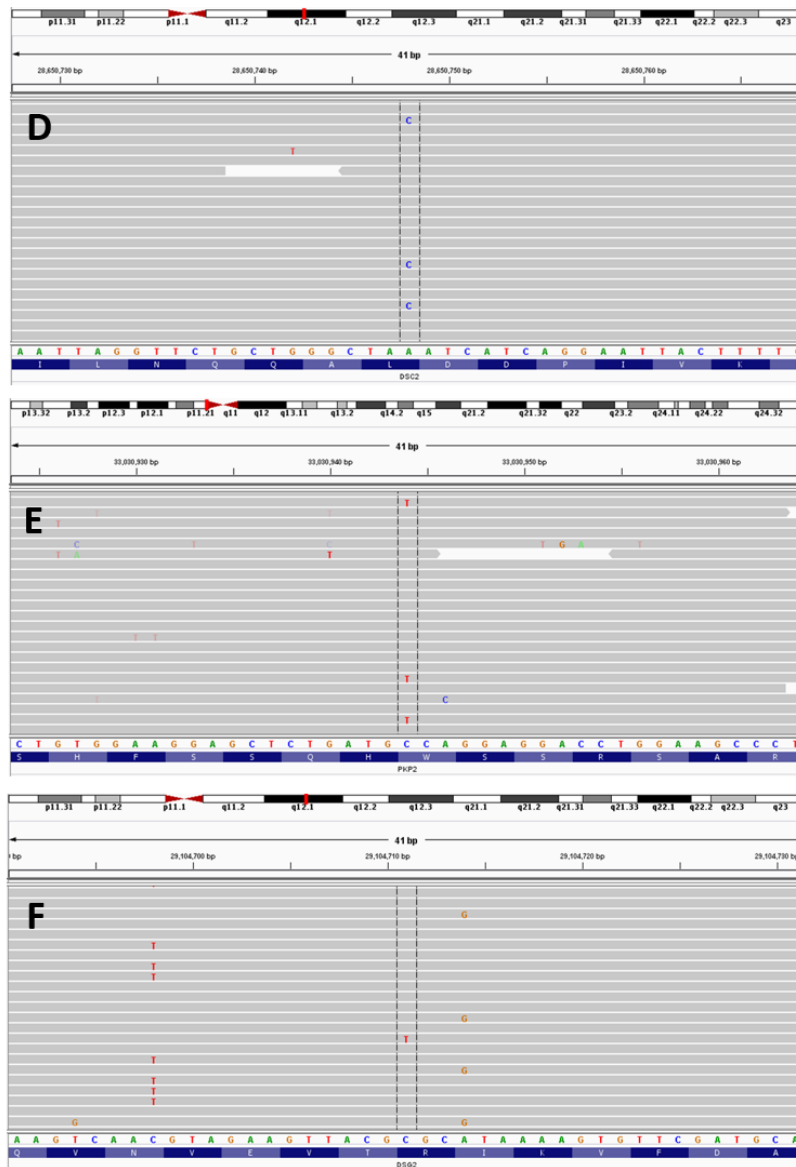 p11.31 p11.22 p11.1 q11.2 q12.1 q12.2 q12.3 q21.1 q21.2 q21.31 q21.33 q22.1 q22.2 q22.3 q23
41 bp
28,650,730 bp 28,650,740 bp 28,650,750 bp 28,650,760 bp
D
C
T
C
C
A A T T A G G T T C T G C T G G G C T A A A T C A T C A G G A A T T A C T T T T
I L N Q Q A L D D P I V K
DSC2
p13.32 p13.2 p12.3 p12.1 p11.21 q11 q12 q13.11 q13.2 q14.2 q15 q21.2 q21.32 q22 q23.2 q24.11 q24.22 q24.32
41 bp
33,030,930 bp 33,030,940 bp 33,030,950 bp 33,030,960 bp
E
T
T T C
T
C T C T G A T
T A T
T T
T
T C
T
C T G T G G A A G G A G C T C T G A T G C C A G G A G G A C C T G G A A G C C C T
S H F S S Q H W S S R S A R
PKP2
p11.31 p11.22 p11.1 q11.2 q12.1 q12.2 q12.3 q21.1 q21.2 q21.31 q21.33 q22.1 q22.2 q22.3 q23
41 bp
29,104,700 bp 29,104,710 bp 29,104,720 bp 29,104,730 bp
F
G
T
T
T
G
T
T
G
T
T
T
G G
A A G T C A A C G T A G A A G T T A C G C G C A T A A A A G T G T T C G A T G C A
Q V N V E V T R I K V F D A
DSG2